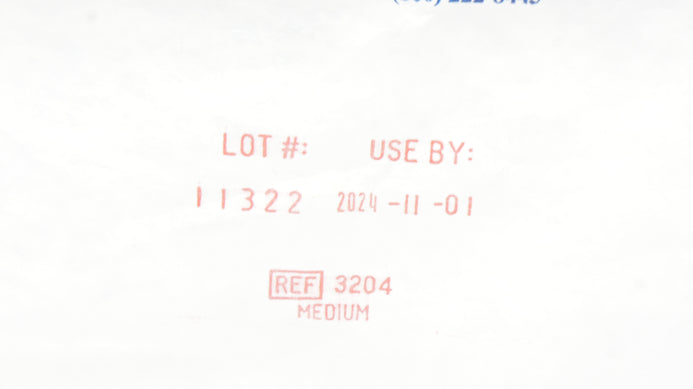 LOT #: USE BY:
11322 2024-11-01
REF 3204
MEDIUM